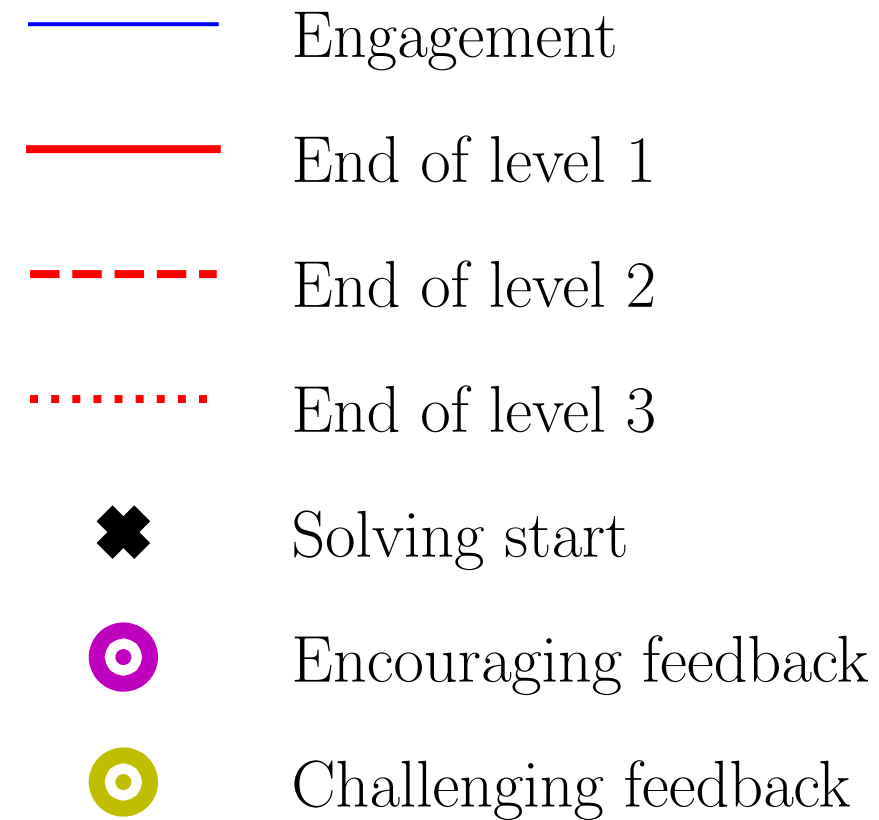 Engagement
End of level 1
End of level 2
End of level 3
Solving start
Encouraging feedback
Challenging feedback